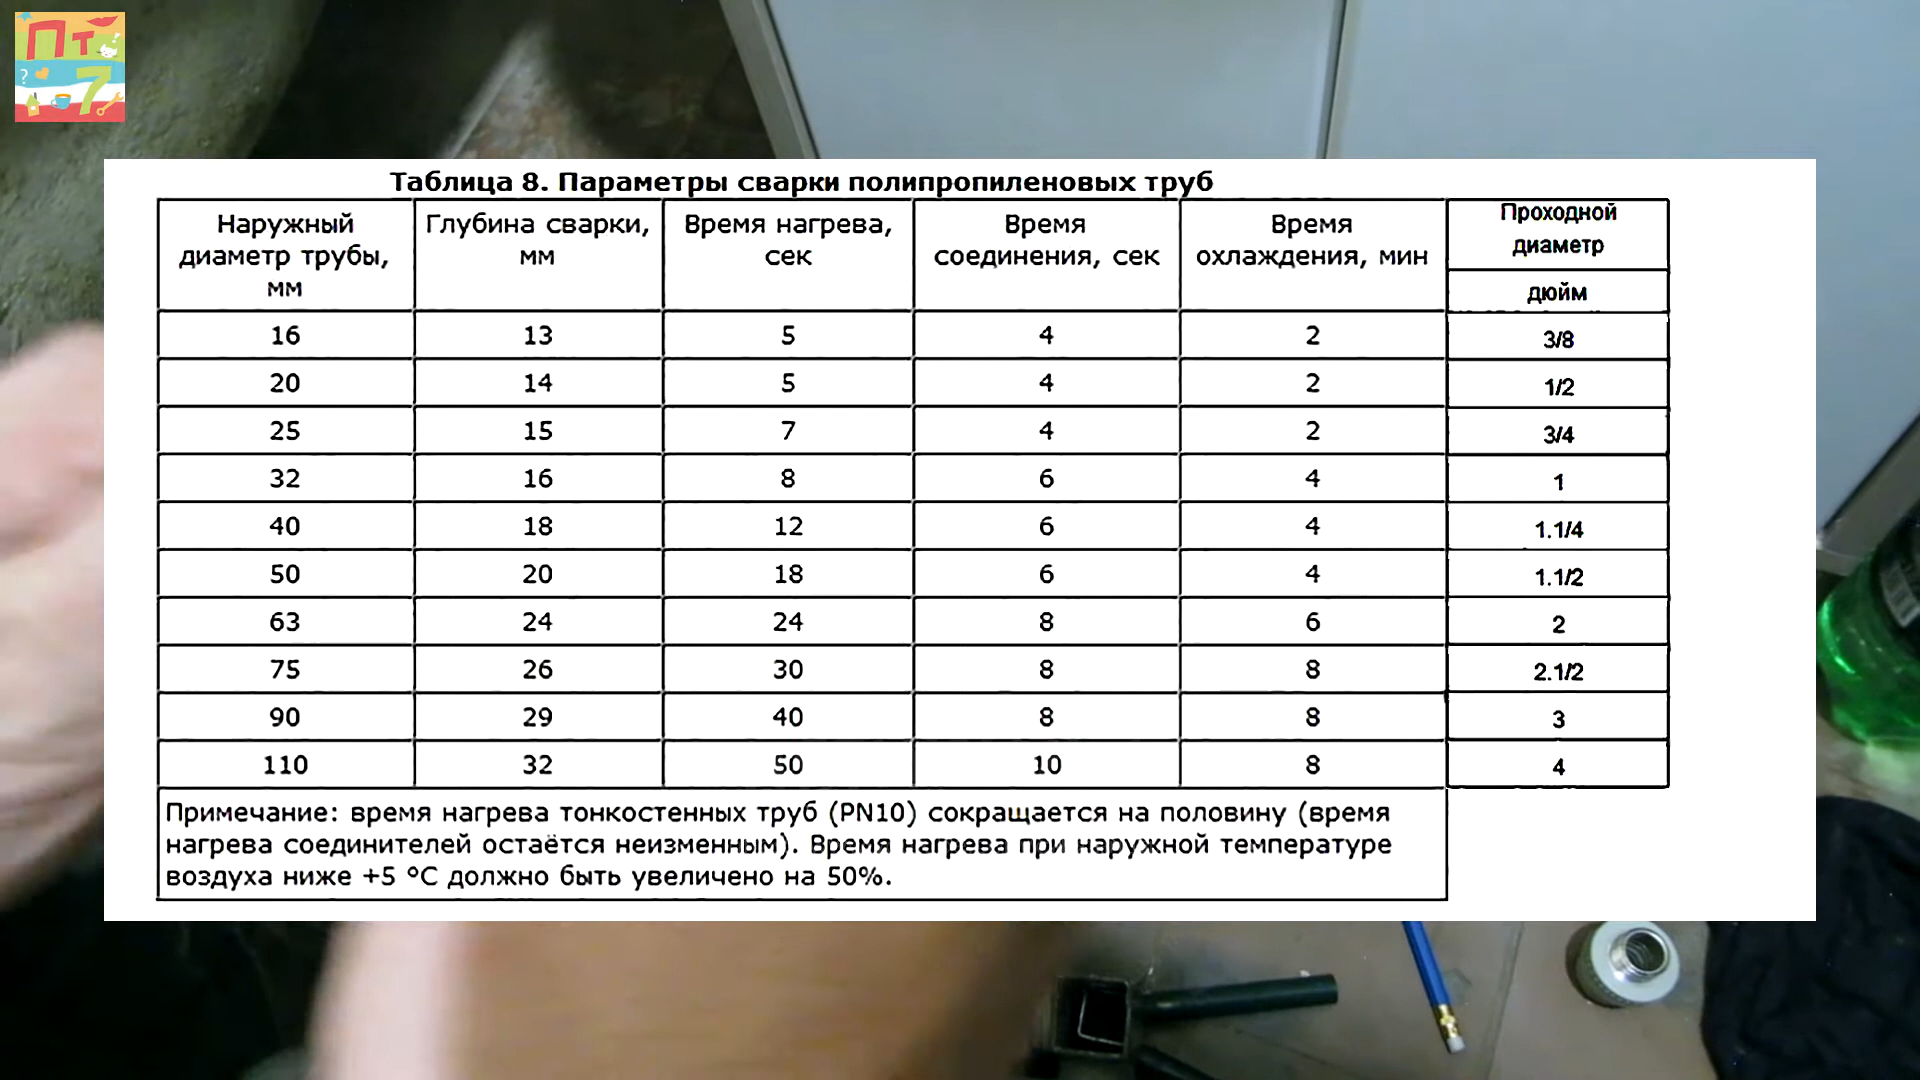 Пт
?
7
Таблица 8. Параметры сварки полипропиленовых труб
Наружный диаметр трубы, мм | Глубина сварки, мм | Время нагрева, сек | Время соединения, сек | Время охлаждения, мин | Проходной диаметр дюйм
16 13 5 4 2 3/8
20 14 5 4 2 1/2
25 15 7 4 2 3/4
32 16 8 6 4 1
40 18 12 6 4 1.1/4
50 20 18 6 4 1.1/2
63 24 24 8 6 2
75 26 30 8 8 2.1/2
90 29 40 8 8 3
110 32 50 10 8 4
Примечание: время нагрева тонкостенных труб (PN10) сокращается на половину (время
нагрева соединителей остаётся неизменным). Время нагрева при наружной температуре
воздуха ниже +5 °C должно быть увеличено на 50%.